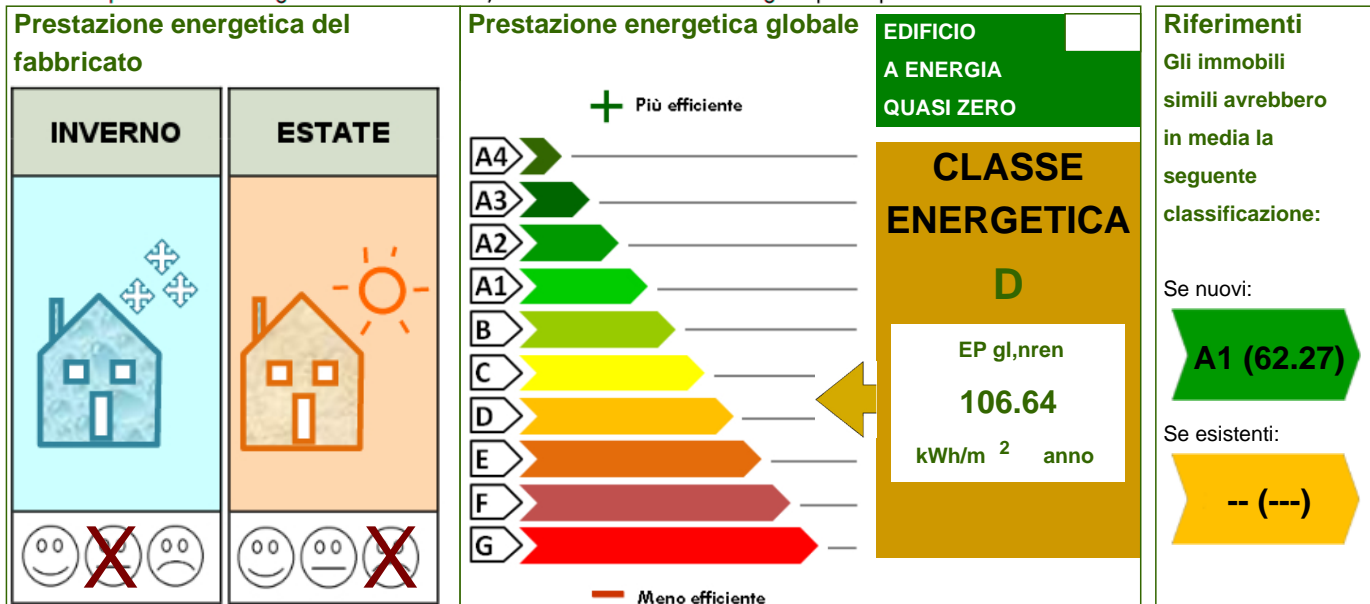 Prestazione energetica del
fabbricato
INVERNO
ESTATE
Prestazione energetica globale
Più efficiente
A4
A3
A2
A1
B
C
D
E
F
G
Meno efficiente
EDIFICIO
A ENERGIA
QUASI ZERO
CLASSE
ENERGETICA
D
EP gl,nren
106.64
kWh/m 2 anno
Riferimenti
Gli immobili
simili avrebbero
in media la
seguente
classificazione:
Se nuovi:
A1 (62.27)
Se esistenti:
-- (---)